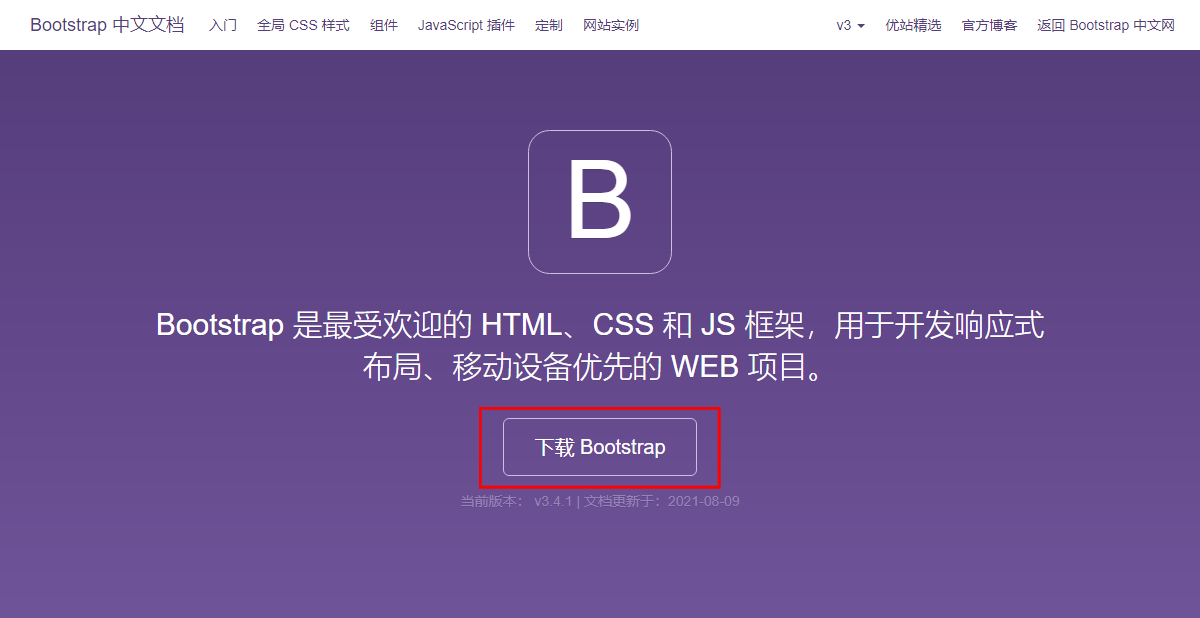 Bootstrap 中文文档 入门 全局 CSS 样式 组件 JavaScript 插件 定制 网站实例 v3 优站精选 官方博客 返回 Bootstrap 中文网
B
Bootstrap 是最受欢迎的 HTML、CSS 和 JS 框架，用于开发响应式
布局、移动设备优先的 WEB 项目。
下载 Bootstrap
当前版本： v3.4.1 | 文档更新于：2021-08-09